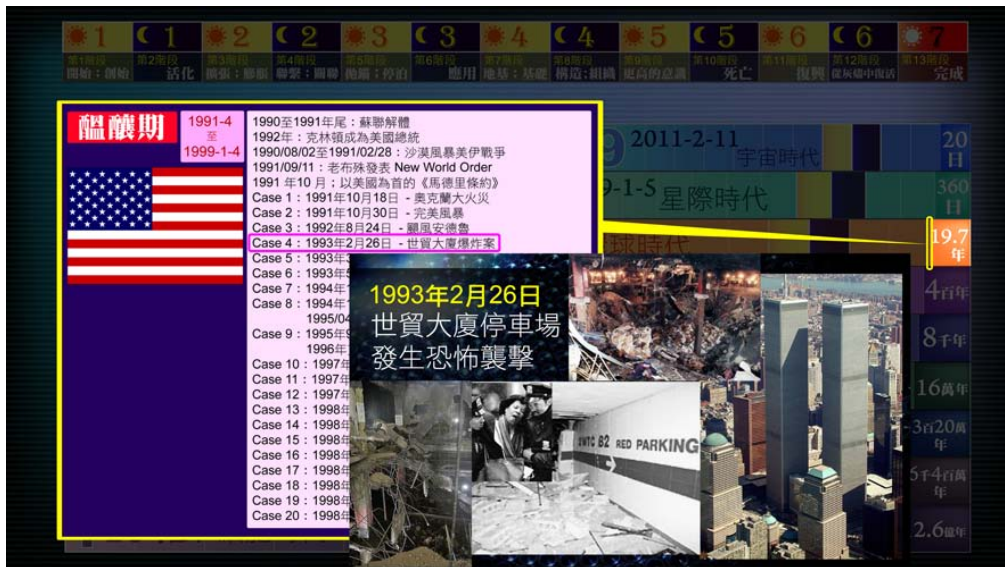 1 1 2 2 3 3 4 4 5 5 6 6 7
第1階段 第2階段 第3階段 第4階段 第5階段 第6階段 第7階段 第8階段 第9階段 第10階段 第11階段 第12階段 第13階段
開始：創始 活化 擴張：膨脹 聯繫：關聯 拋錨：停泊 應用 地基：基礎 構造:組織 更高的意識 死亡 復興 從灰燼中復活 完成
醞釀期
1991-4
至
1999-1-4
1990至1991年尾：蘇聯解體
1992年：克林頓成為美國總統
1990/08/02至1991/02/28：沙漠風暴美伊戰爭
1991/09/11：老布殊發表 New World Order
1991 年10 月：以美國為首的《馬德里條約》
Case 1：1991年10月18日 - 奧克蘭大火災
Case 2：1991年10月30日 - 完美風暴
Case 3：1992年8月24日 - 颶風安德魯
Case 4：1993年2月26日 - 世貿大廈爆炸案
Case 5：1993年3
Case 6：1993年
Case 7：1994年
Case 8：1994年
1995/04
Case 9：1995年
1996年
Case 10：1997年
Case 11：1997年
Case 12：1997年
Case 13：1998年
Case 14：1998年
Case 15：1998年
Case 16：1998年
Case 17：1998年
Case 18：1998年
Case 19：1998年
Case 20：1998年
1993年2月26日
世貿大廈停車場
發生恐怖襲擊
RED PARKING
9 2011-2-11 宇宙時代
20
日
9-1-5 星際時代
360
日
球時代
19.7
年
4百年
8千年
16萬年
3百20萬
年
5千4百萬
年
12.6億年